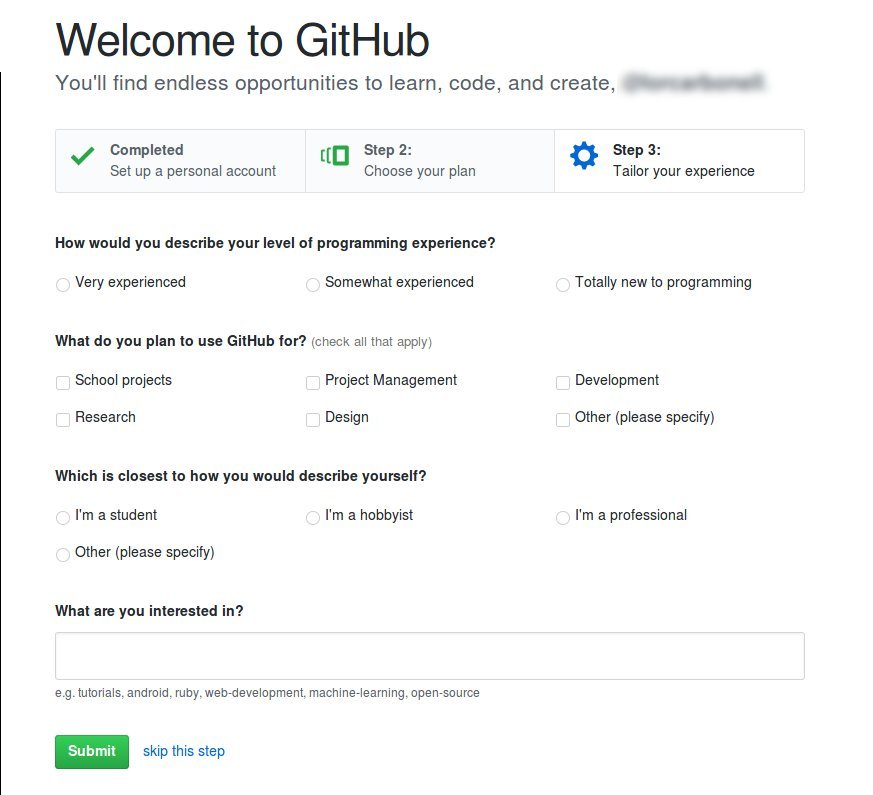 Welcome to GitHub
You'll find endless opportunities to learn, code, and create,
Completed
Set up a personal account
Step 2:
Choose your plan
Step 3:
Tailor your experience
How would you describe your level of programming experience?
Very experienced
Somewhat experienced
Totally new to programming
What do you plan to use GitHub for? (check all that apply)
School projects
Project Management
Development
Research
Design
Other (please specify)
Which is closest to how you would describe yourself?
I'm a student
I'm a hobbyist
I'm a professional
Other (please specify)
What are you interested in?
e.g. tutorials, android, ruby, web-development, machine-learning, open-source
Submit
skip this step